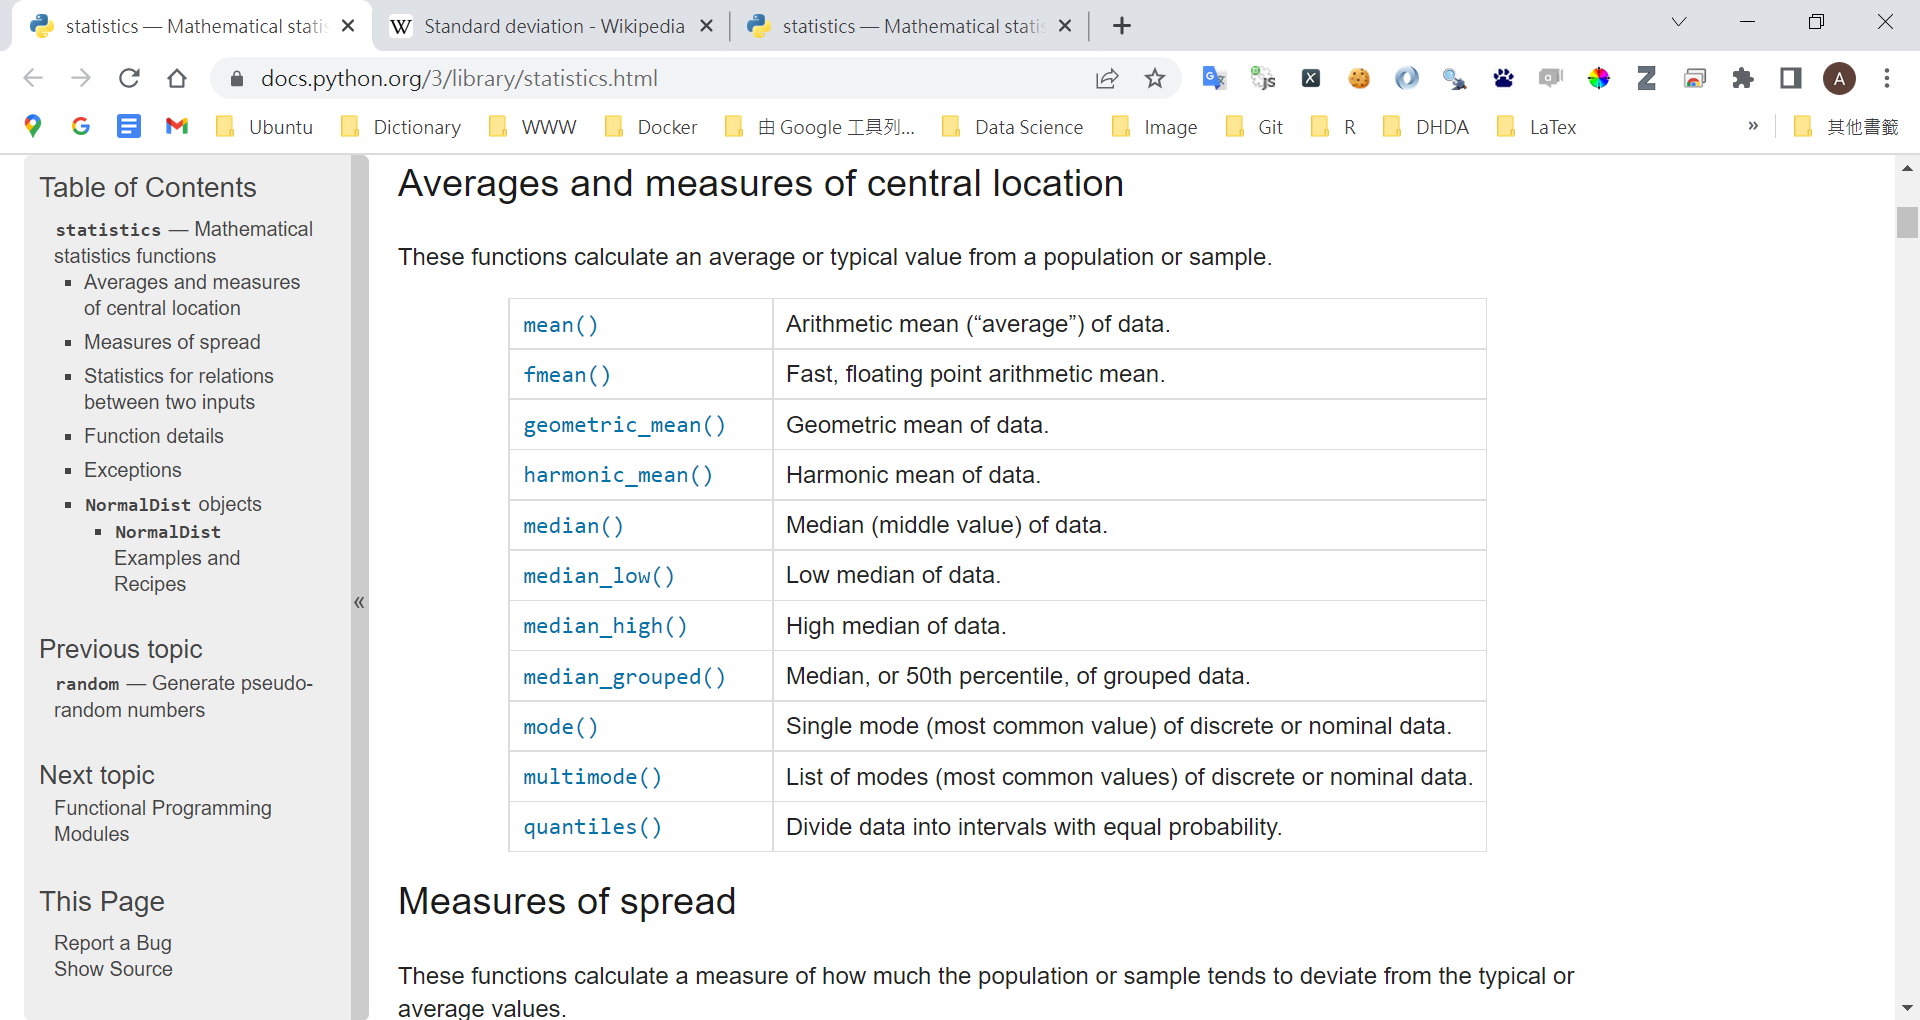 statistics — Mathematical statis
Standard deviation - Wikipedia
statistics — Mathematical statis
docs.python.org/3/library/statistics.html
Ubuntu
Dictionary
WWW
Docker
由 Google 工具列...
Data Science
Image
Git
R
DHDA
LaTex
»
其他書籤
Table of Contents
statistics — Mathematical
statistics functions
Averages and measures
of central location
Measures of spread
Statistics for relations
between two inputs
Function details
Exceptions
NormalDist objects
NormalDist
Examples and
Recipes
Previous topic
random — Generate pseudo-
random numbers
Next topic
Functional Programming
Modules
This Page
Report a Bug
Show Source
«
Averages and measures of central location
These functions calculate an average or typical value from a population or sample.
mean() Arithmetic mean (“average”) of data.
fmean() Fast, floating point arithmetic mean.
geometric_mean() Geometric mean of data.
harmonic_mean() Harmonic mean of data.
median() Median (middle value) of data.
median_low() Low median of data.
median_high() High median of data.
median_grouped() Median, or 50th percentile, of grouped data.
mode() Single mode (most common value) of discrete or nominal data.
multimode() List of modes (most common values) of discrete or nominal data.
quantiles() Divide data into intervals with equal probability.
Measures of spread
These functions calculate a measure of how much the population or sample tends to deviate from the typical or
average values.